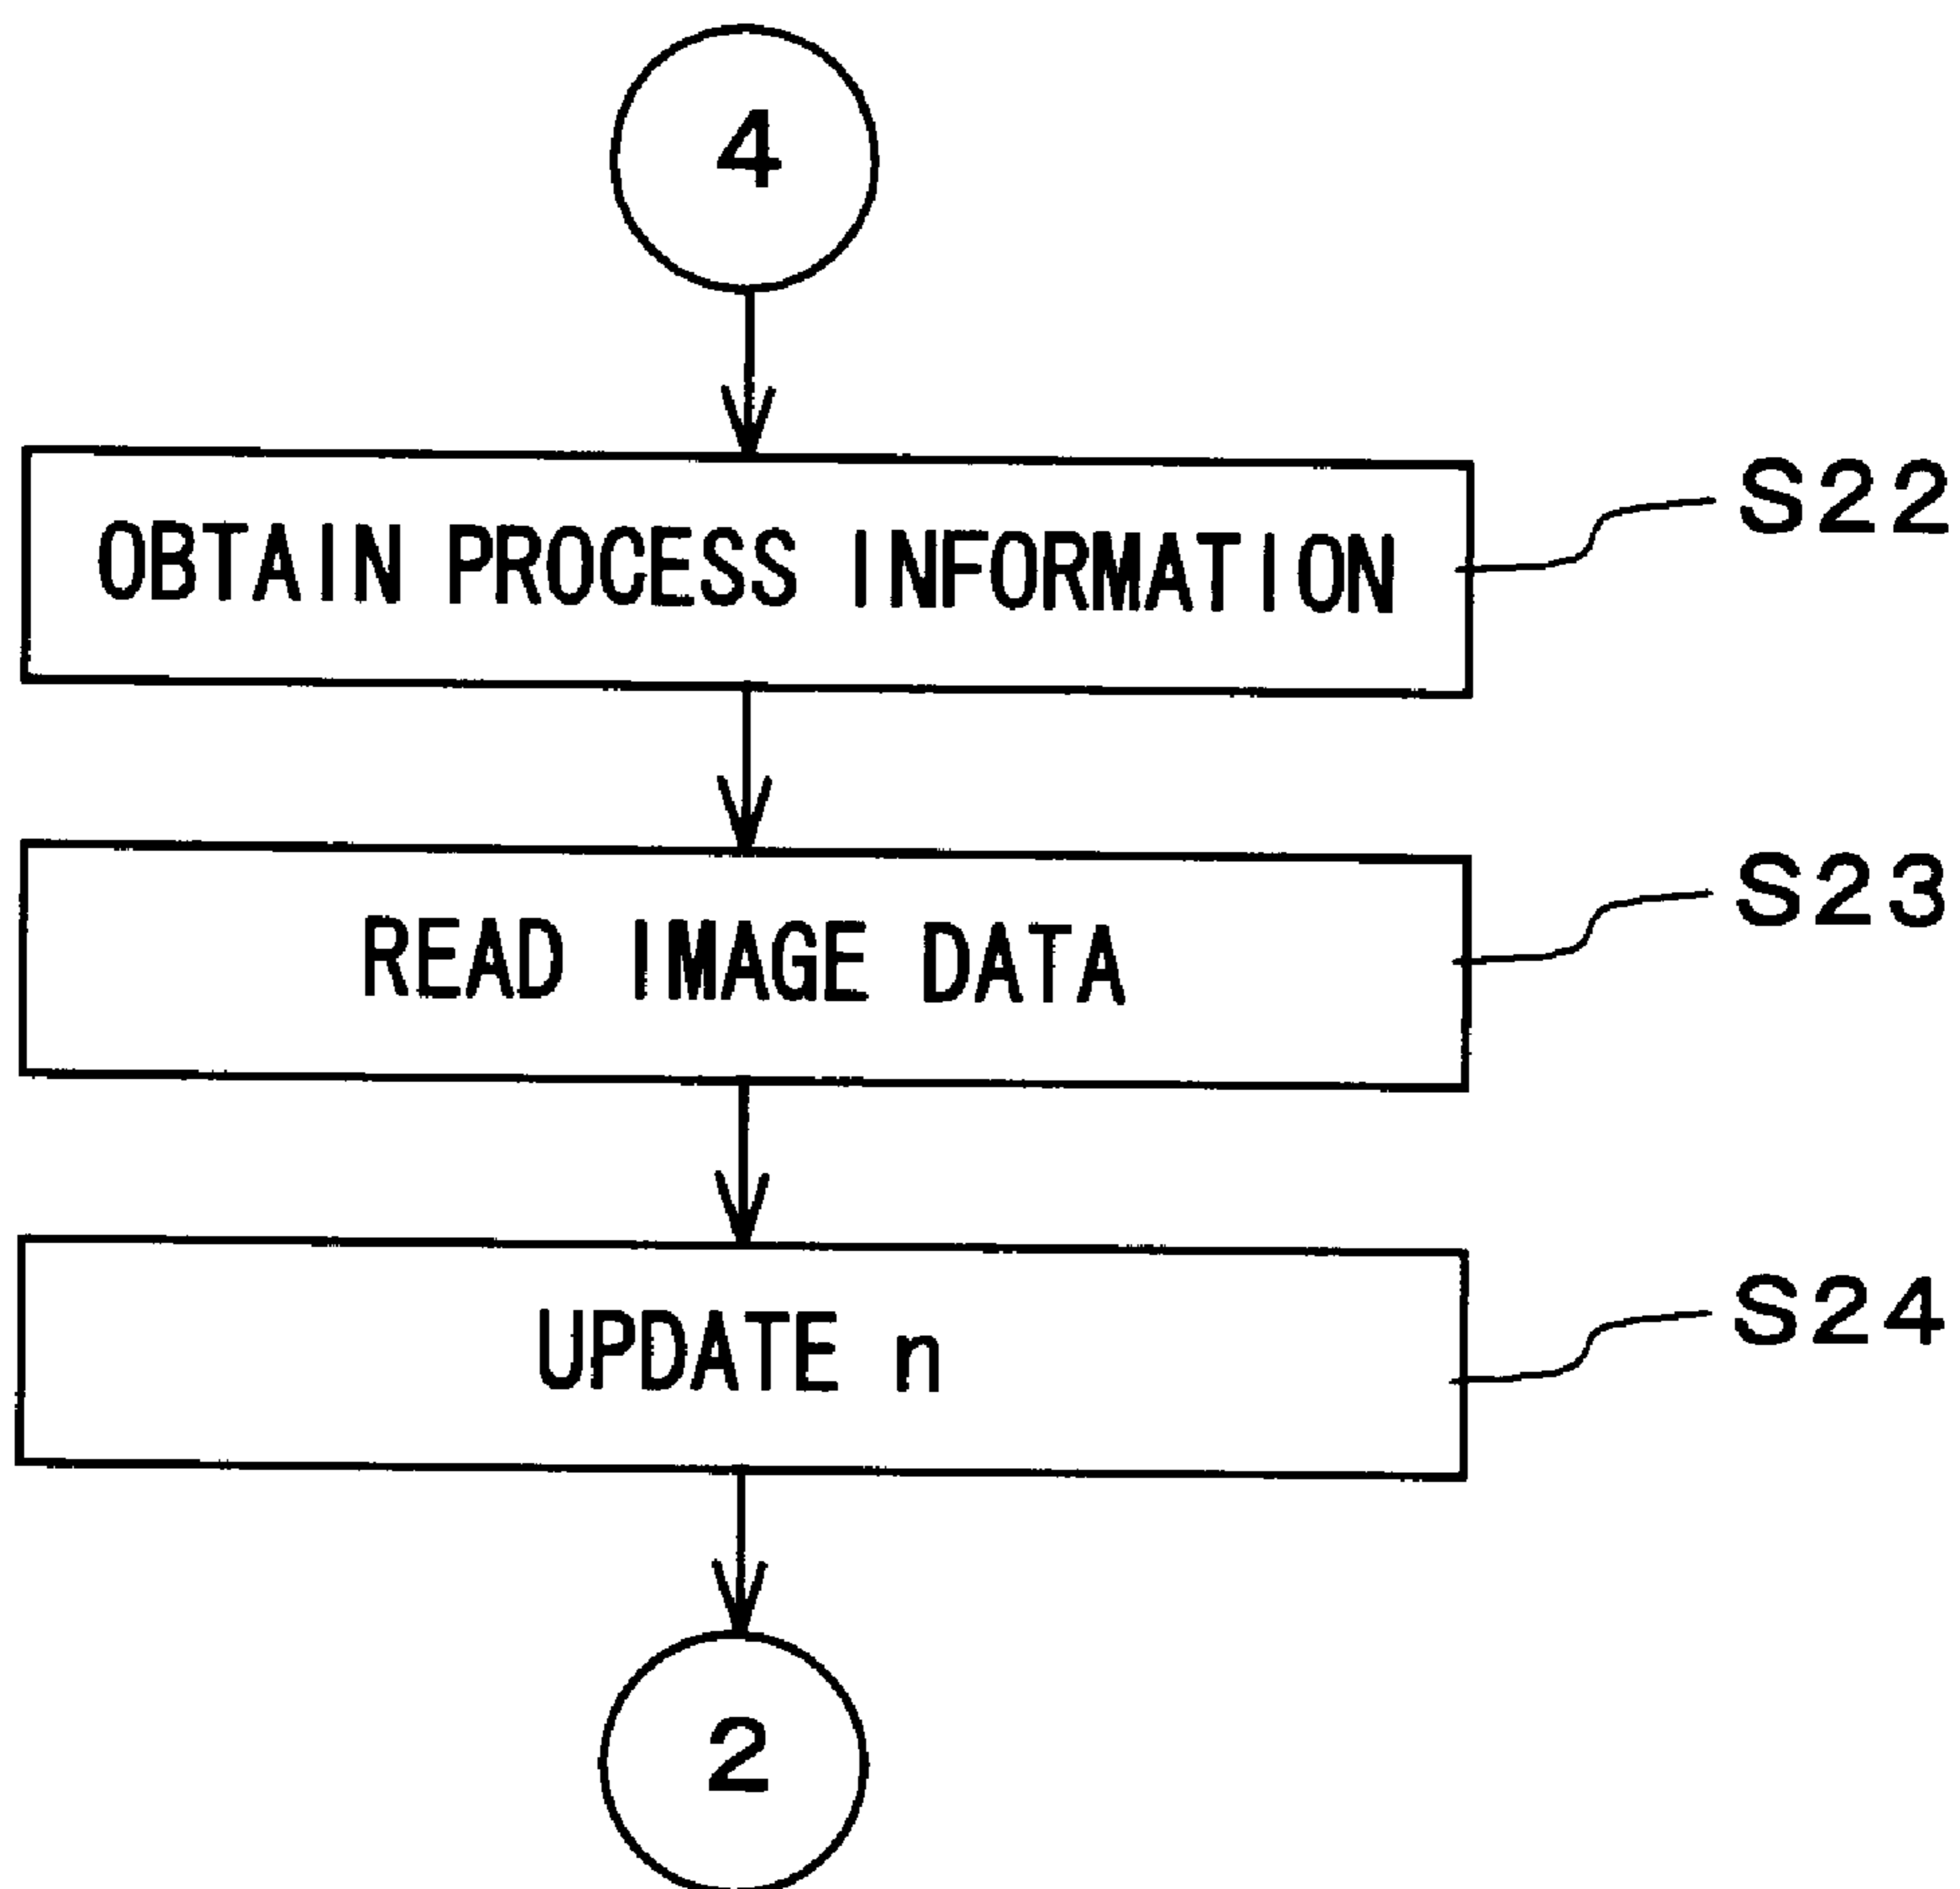 4
OBTAIN PROCESS INFORMATION
S22
READ IMAGE DATA
S23
UPDATE n
S24
2